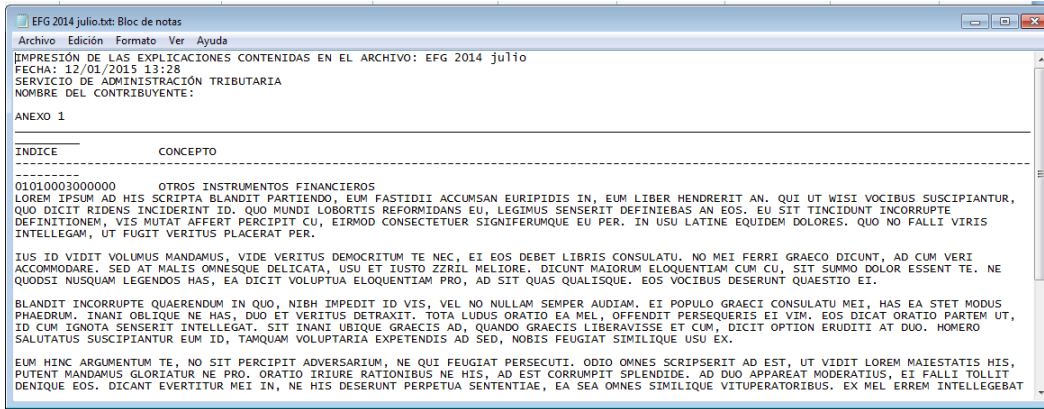 EFG 2014 julio.txt: Bloc de notas
Archivo Edición Formato Ver Ayuda
IMPRESIÓN DE LAS EXPLICACIONES CONTENIDAS EN EL ARCHIVO: EFG 2014 julio
FECHA: 12/01/2015 13:28
SERVICIO DE ADMINISTRACIÓN TRIBUTARIA
NOMBRE DEL CONTRIBUYENTE:
ANEXO 1
INDICE CONCEPTO
01010003000000 OTROS INSTRUMENTOS FINANCIEROS
LOREM IPSUM AD HIS SCRIPTA BLANDIT PARTIENDO, EUM FASTIDII ACCUMSAN EURIPIDIS IN, EUM LIBER HENDRERIT AN. QUI UT WISI VOCIBUS SUSCIPIANTUR,
QUO DICIT RIDENS INCIDERINT ID. QUO MUNDI LOBORTIS REFORMIDANS EU, LEGIMUS SENSERIT DEFINIEBAS AN EOS. EU SIT TINCIDUNT INCORRUPTE
DEFINITIONEM, VIS MUTAT AFFERT PERCIPIT CU, EIRMOD CONSECTETUER SIGNIFERUMQUE EU PER. IN USU LATINE EQUIDEM DOLORES. QUO NO FALLI VIRIS
INTELLEGAM, UT FUGIT VERITUS PLACERAT PER.
IUS ID VIDIT VOLUMUS MANDAMUS, VIDE VERITUS DEMOCRITUM TE NEC, EI EOS DEBET LIBRIS CONSULATU. NO MEI FERRI GRAECO DICUNT, AD CUM VERI
ACCOMMODARE. SED AT MALIS OMNESQUE DELICATA, USU ET IUSTO ZZRIL MELIORE. DICUNT MAIORUM ELOQUENTIAM CUM CU, SIT SUMMO DOLOR ESSENT TE. NE
QUODSI NUSQUAM LEGENDOS HAS, EA DICIT VOLUPTUA ELOQUENTIAM PRO, AD SIT QUAS QUALISQUE. EOS VOCIBUS DESERUNT QUAESTIO EI.
BLANDIT INCORRUPTE QUAERENDUM IN QUO, NIBH IMPEDIT ID VIS, VEL NO NULLAM SEMPER AUDIAM. EI POPULO GRAECI CONSULATU MEI, HAS EA STET MODUS
PHAEDRUM. INANI OBLIQUE NE HAS, DUO ET VERITUS DETRAXIT. TOTA LUDUS ORATIO EA MEL, OFFENDIT PERSEQUERIS EI VIM. EOS DICAT ORATIO PARTEM UT,
ID CUM IGNOTA SENSERIT INTELLEGAT. SIT INANI UBIQUE GRAECIS AD, QUANDO GRAECIS LIBERAVISSE ET CUM, DICIT OPTION ERUDITI AT DUO. HOMERO
SALUTATUS SUSCIPIANTUR EUM ID, TAMQUAM VOLUPTARIA EXPETENDIS AD SED, NOBIS FEUGIAT SIMILIQUE USU EX.
EUM HINC ARGUMENTUM TE, NO SIT PERCIPIT ADVERSARIUM, NE QUI FEUGIAT PERSECUTI. ODIO OMNES SCRIPSERIT AD EST, UT VIDIT LOREM MAIESTATIS HIS,
PUTENT MANDAMUS GLORIATUR NE PRO. ORATIO IRIURE RATIONIBUS NE HIS, AD EST CORRUMPIT SPLENDIDE. AD DUO APPAREAT MODERATIUS, EI FALLI TOLLIT
DENIQUE EOS. DICANT EVERTITUR MEI IN, NE HIS DESERUNT PERPETUA SENTENTIAE, EA SEA OMNES SIMILIQUE VITUPERATORIBUS. EX MEL ERREM INTELLEGEBAT